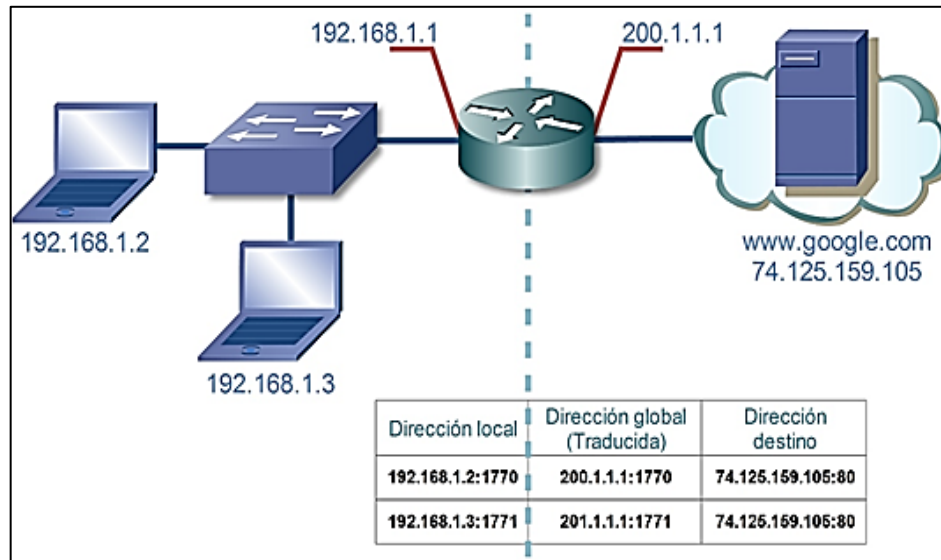 192.168.1.1
200.1.1.1
192.168.1.2
192.168.1.3
www.google.com
74.125.159.105
Dirección local
Dirección global
(Traducida)
Dirección
destino
192.168.1.2:1770
200.1.1.1:1770
74.125.159.105:80
192.168.1.3:1771
201.1.1.1:1771
74.125.159.105:80